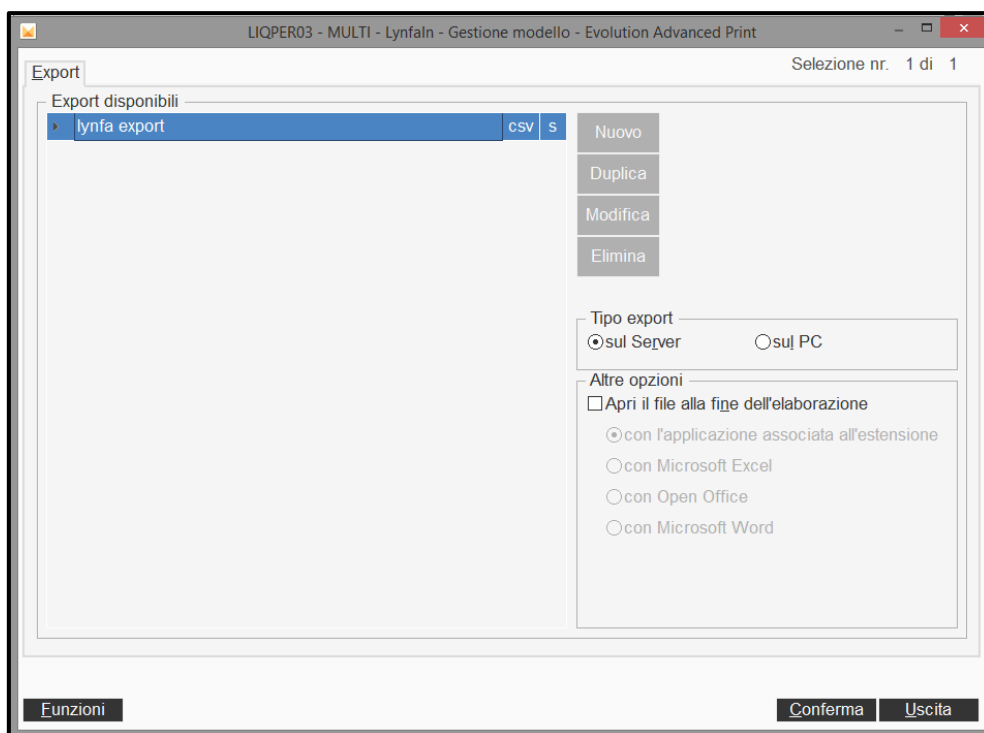 LIQPER03 - MULTI - LynfaIn - Gestione modello - Evolution Advanced Print
Export
Selezione nr. 1 di 1
Export disponibili
lynfa export csv s
Nuovo
Duplica
Modifica
Elimina
Tipo export
sul Server sul PC
Altre opzioni
Apri il file alla fine dell'elaborazione
con l'applicazione associata all'estensione
con Microsoft Excel
con Open Office
con Microsoft Word
Funzioni Conferma Uscita